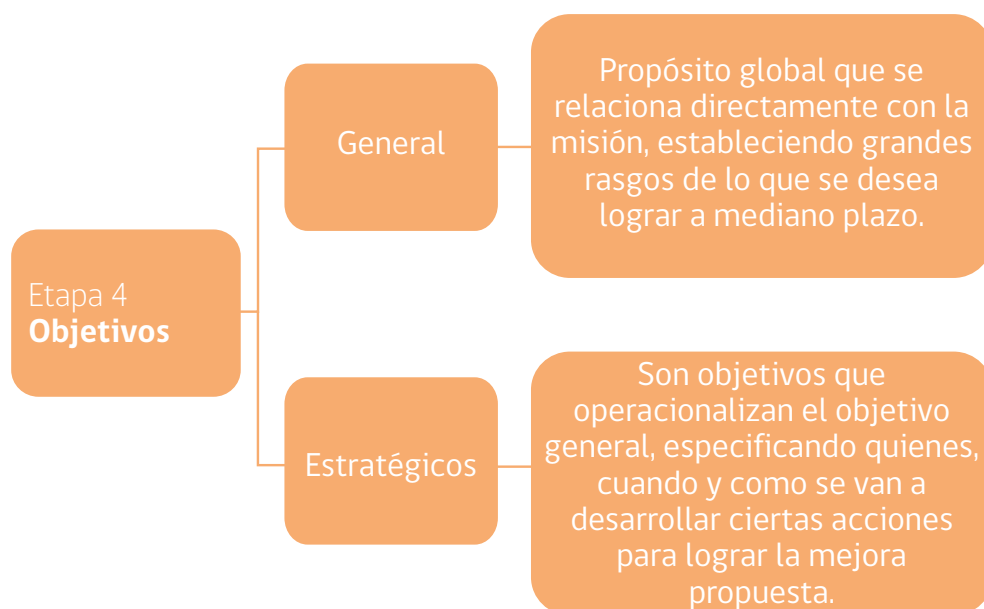 Etapa 4
Objetivos
General
Propósito global que se
relaciona directamente con la
misión, estableciendo grandes
rasgos de lo que se desea
lograr a mediano plazo.
Estratégicos
Son objetivos que
operacionalizan el objetivo
general, especificando quienes,
cuando y como se van a
desarrollar ciertas acciones
para lograr la mejora
propuesta.